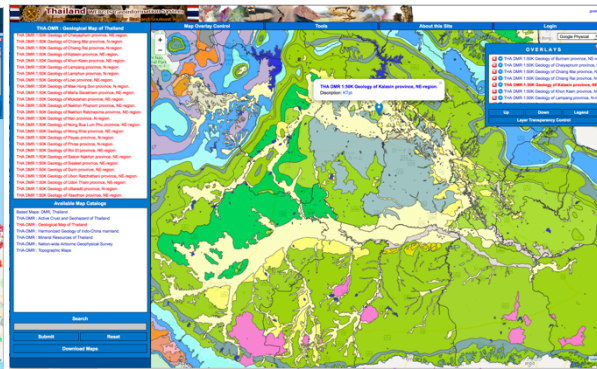 Thailand
Map Overlay Control
Tools
About this Site
Login
THA-DMR : Geological Map of Thailand
THA DMR 1:50K Geology of Chaiyaphum province, NE-region.
THA DMR 1:50K Geology of Chiang Mai province, N-region.
THA DMR 1:50K Geology of Chiang Rai province, N-region.
THA DMR 1:50K Geology of Kalasin province, NE-region.
THA DMR 1:50K Geology of Khon Kaen province, NE-region.
THA DMR 1:50K Geology of Lampang province, N-region.
THA DMR 1:50K Geology of Lamphun province, N-region.
THA DMR 1:50K Geology of Loei province, NE-region.
THA DMR 1:50K Geology of Mae Hong Son province, N-region.
THA DMR 1:50K Geology of Maha Sarakham province, NE-region.
THA DMR 1:50K Geology of Mukdahan province, NE-region.
THA DMR 1:50K Geology of Nakhon Phanom province, NE-region.
THA DMR 1:50K Geology of Nakhon Ratchasima province, NE-region.
THA DMR 1:50K Geology of Nan province, N-region.
THA DMR 1:50K Geology of Nong Bua Lam Phu province, NE-region.
THA DMR 1:50K Geology of Nong Khai province, NE-region.
THA DMR 1:50K Geology of Payao province, N-region.
THA DMR 1:50K Geology of Phrae province, N-region.
THA DMR 1:50K Geology of Roi Et province, NE-region.
THA DMR 1:50K Geology of Sakon Nakhon province, NE-region.
THA DMR 1:50K Geology of Sisaket province, NE-region.
THA DMR 1:50K Geology of Surin province, NE-region.
THA DMR 1:50K Geology of Ubon Ratchathani province, NE-region.
THA DMR 1:50K Geology of Udon Thani province, NE-region.
THA DMR 1:50K Geology of Uttaradit province, N-region.
THA DMR 1:50K Geology of Yasothon province, NE-region.
Available Map Catalogs
Based Maps: DMR, Thailand
THA-DMR : Active Crust and Geohazard of Thailand
THA-DMR : Geological Map of Thailand
THA-DMR : Harmonized Geology of Indo-China mainland.
THA-DMR : Mineral Resources of Thailand
THA-DMR : Nation-wide Airborne Geophysical Survey
THA-DMR : Topographic Maps.
Search
Submit
Reset
Download Maps
+
THA DMR 1:50K Geology of Kalasin province, NE-region.
Description:
Google Physical
OVERLAYS
THA DMR 1:50K Geology of Buriram province, NE
THA DMR 1:50K Geology of Chaiyaphum province,
THA DMR 1:50K Geology of Chiang Mai province,
THA DMR 1:50K Geology of Chiang Rai province,
THA DMR 1:50K Geology of Kalasin province, NE-r
THA DMR 1:50K Geology of Khon Kaen province,
THA DMR 1:50K Geology of Lampang province, N-r
Up
Down
Legend
Layer Transparency Control